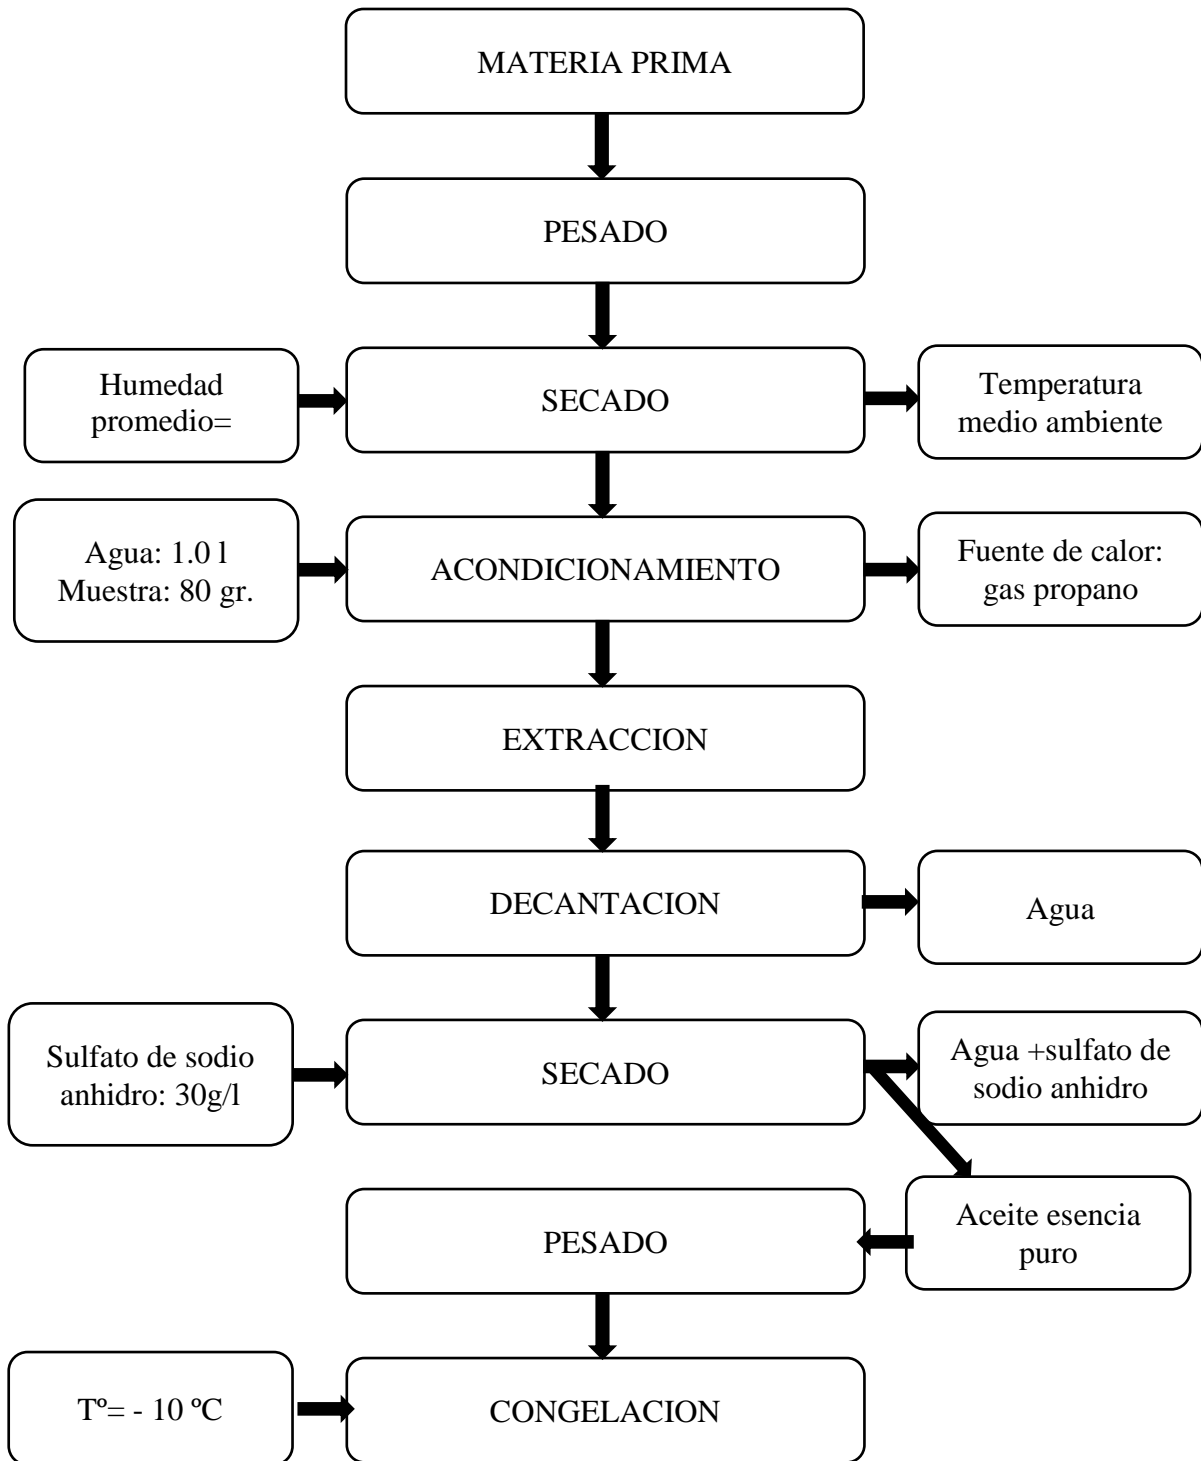 MATERIA PRIMA
PESADO
Humedad
promedio=
SECADO
Temperatura
medio ambiente
Agua: 1.0 l
Muestra: 80 gr.
ACONDICIONAMIENTO
Fuente de calor:
gas propano
EXTRACCION
DECANTACION
Agua
Sulfato de sodio
anhidro: 30g/l
SECADO
Agua +sulfato de
sodio anhidro
PESADO
Aceite esencia
puro
Tº= - 10 ºC
CONGELACION